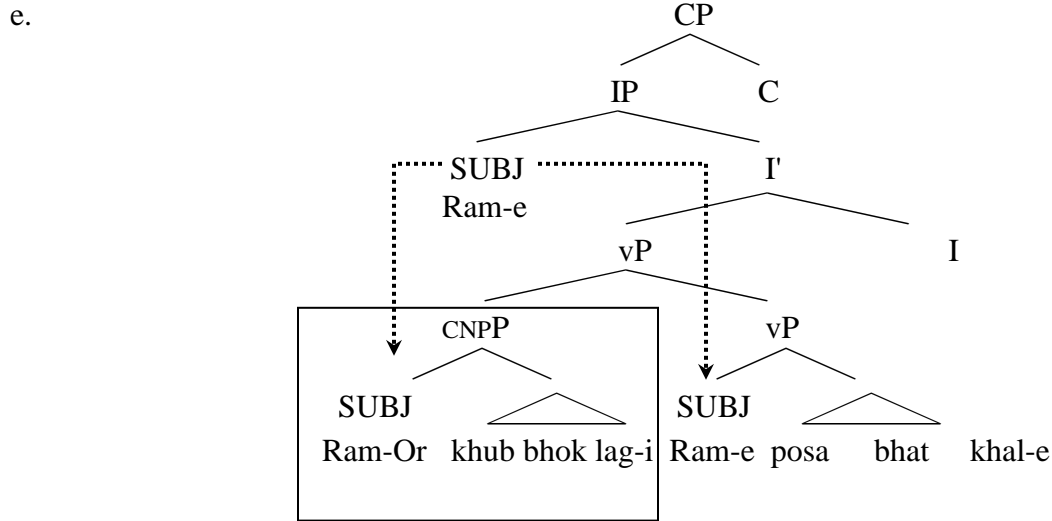 e.
CP
IP C
SUBJ I'
Ram-e
vP I
CNPP vP
SUBJ SUBJ
Ram-Or khub bhok lag-i Ram-e posa bhat khal-e